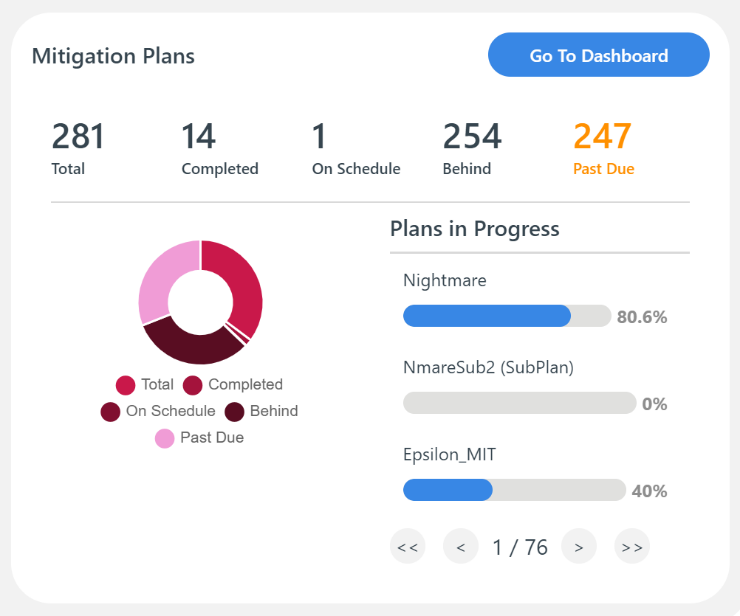 Mitigation Plans
Go To Dashboard
281 14 1 254 247
Total Completed On Schedule Behind Past Due
Plans in Progress
Nightmare
80.6%
NmareSub2 (SubPlan)
0%
Epsilon_MIT
40%
Total Completed
On Schedule Behind
Past Due
<< < 1 / 76 > >>